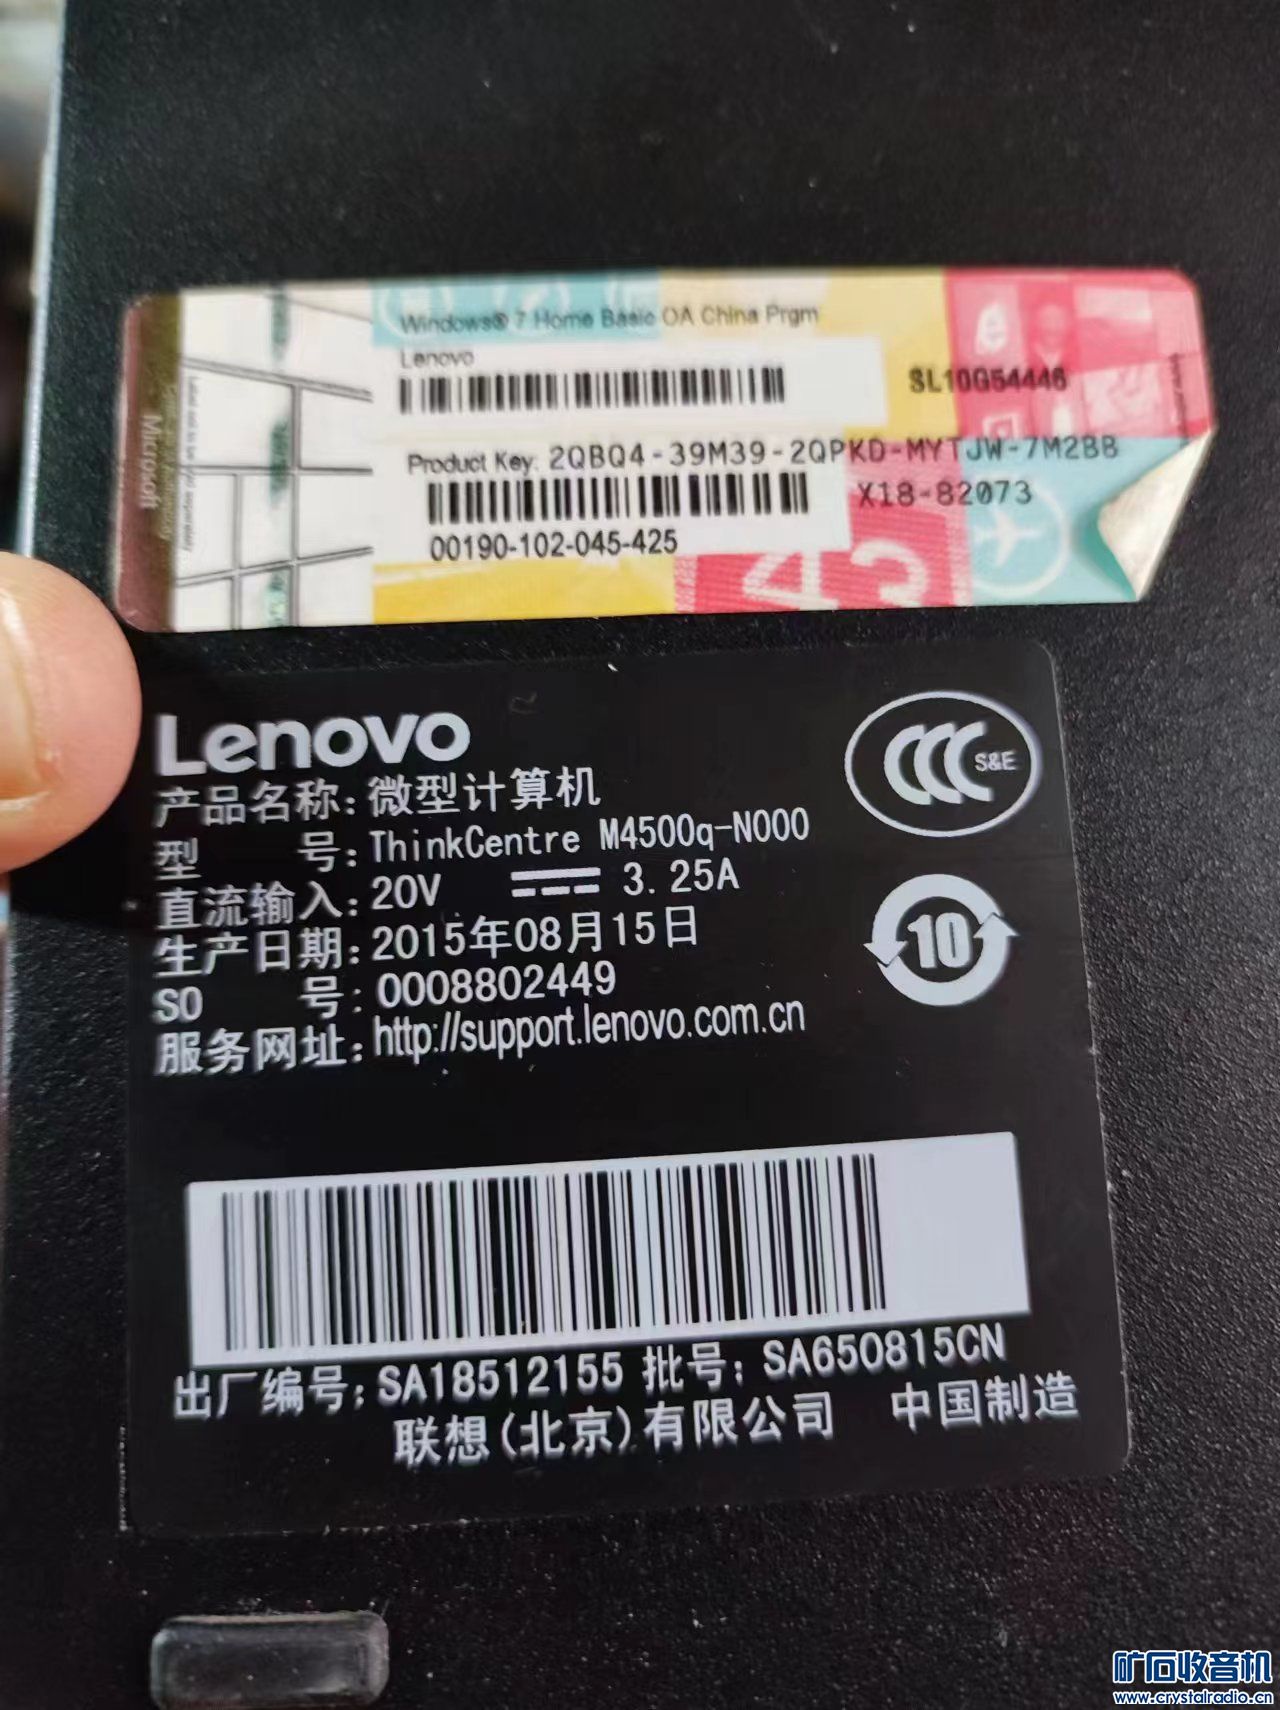 Windows® 7 Home Basic OA China Prgm
Lenovo
SL10G54446
Product Key: 2QBQ4-39M39-2QPKD-MYTJW-7M2BB
X18-82073
00190-102-045-425
Microsoft
Lenovo
产品名称:微型计算机
型 号:ThinkCentre M4500q-N000
直流输入:20V 3.25A
生产日期:2015年08月15日
SO 号:0008802449
服务网址:http://support.lenovo.com.cn
CCC S&E
10
出厂编号:SA18512155 批号:SA650815CN
联想(北京)有限公司 中国制造
矿石收音机
www.crystalradio.cn